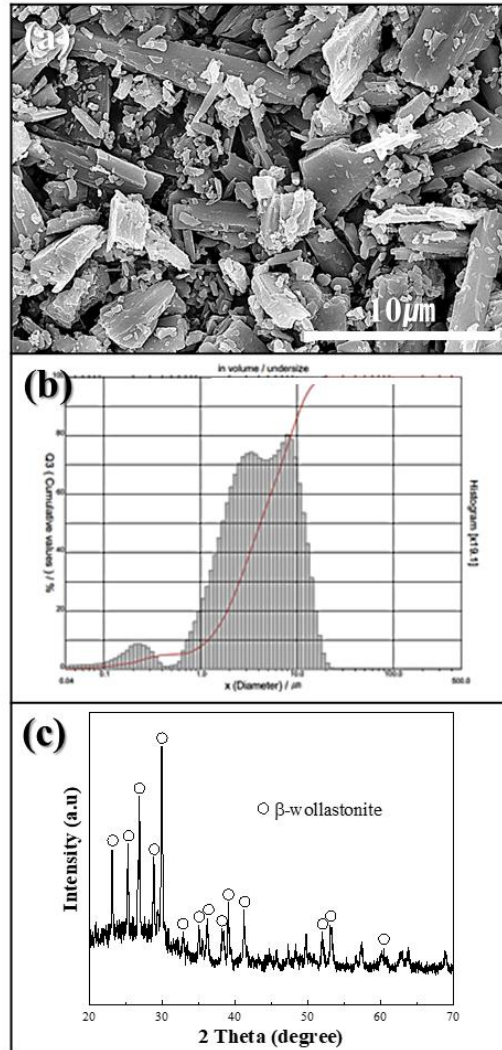 (a)
10㎛
(b)
in volume / undersize
Q3 (Cumulative values) / %
80
60
40
20
0
0.04 0.1 1.0 10.0 100.0 500.0
x (Diameter) / ㎛
Histogram [x19.1]
(c)
β-wollastonite
Intensity (a.u)
20 30 40 50 60 70
2 Theta (degree)